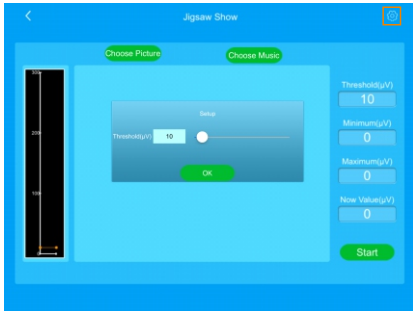 Jigsaw Show
Choose Picture
Choose Music
300
200
100
0
Setup
Threshold(μV) 10
OK
Threshold(μV)
10
Minimum(μV)
0
Maximum(μV)
0
Now Value(μV)
0
Start